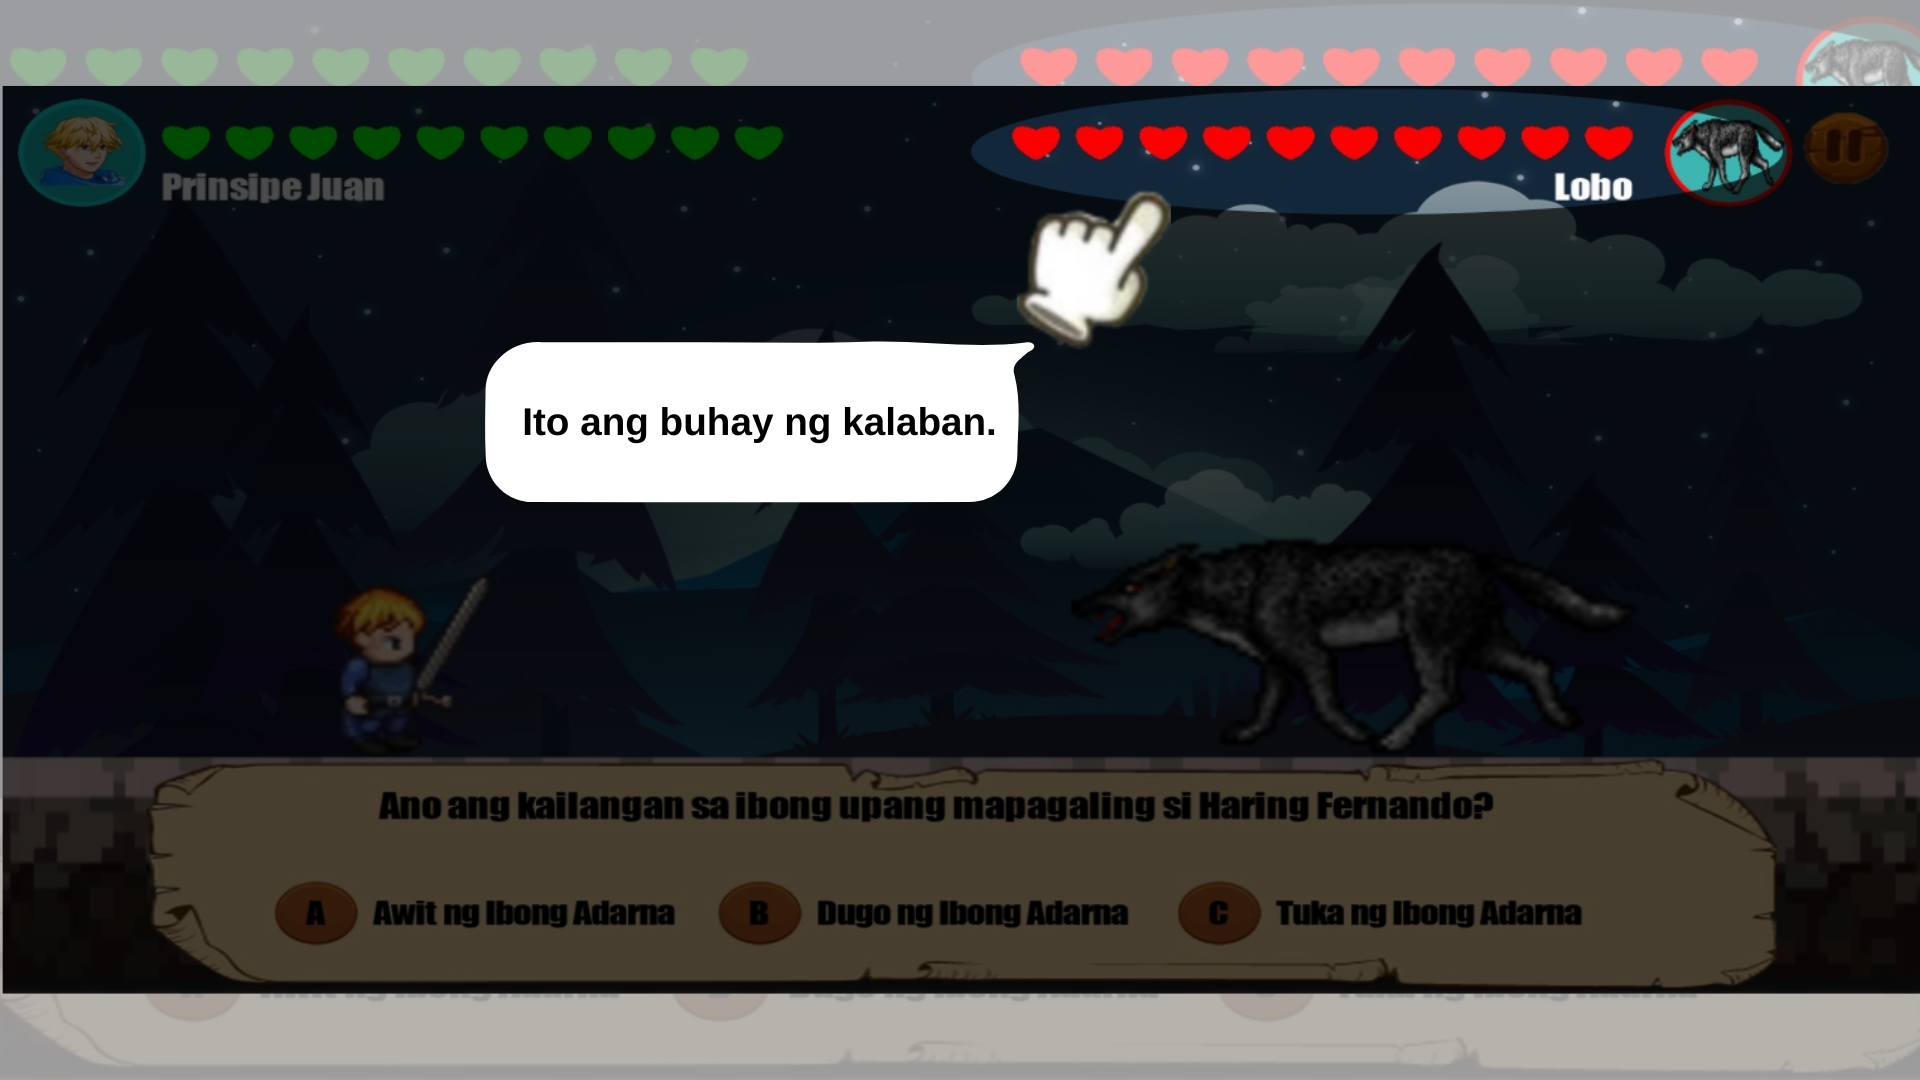 Prinsipe Juan
Lobo
Ito ang buhay ng kalaban.
Ano ang kailangan sa ibong upang mapagaling si Haring Fernando?
A Awit ng Ibong Adarna
B Dugo ng Ibong Adarna
C Tuka ng Ibong Adarna